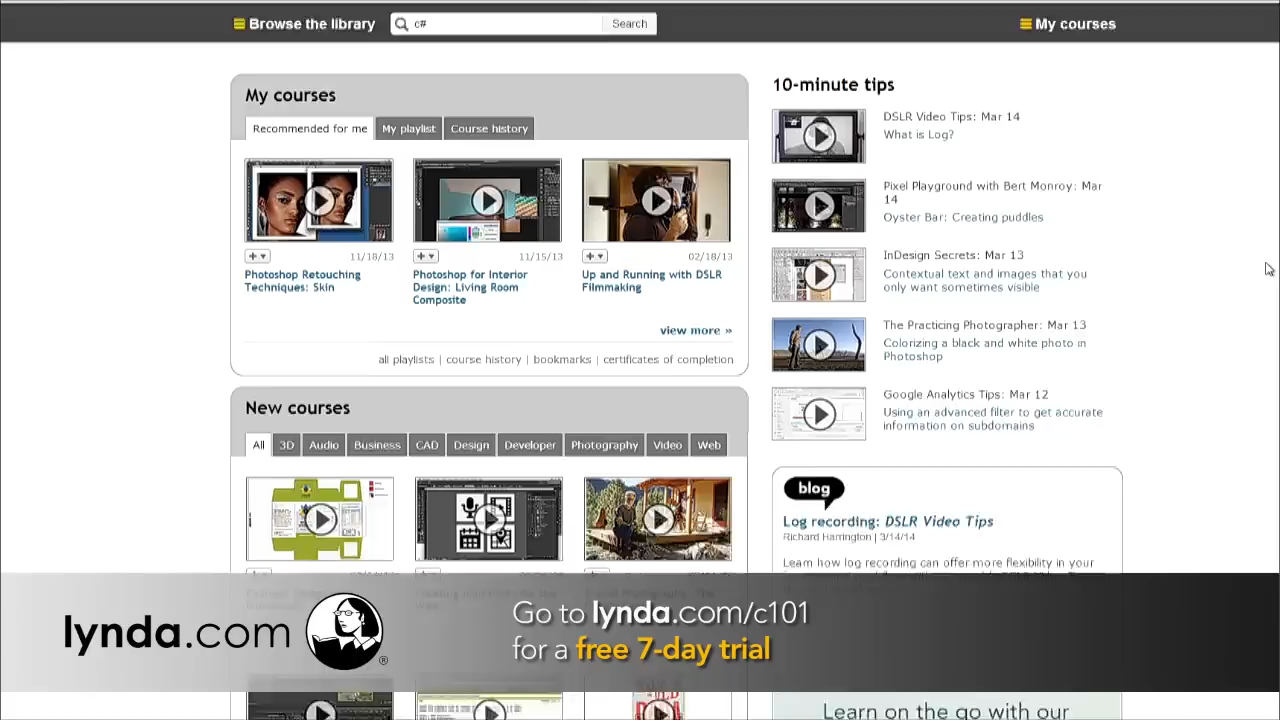 Browse the library
c#
Search
My courses
My courses
Recommended for me
My playlist
Course history
11/18/13
Photoshop Retouching
Techniques: Skin
11/15/13
Photoshop for Interior
Design: Living Room
Composite
02/18/13
Up and Running with DSLR
Filmmaking
view more »
all playlists | course history | bookmarks | certificates of completion
New courses
All
3D
Audio
Business
CAD
Design
Developer
Photography
Video
Web
10-minute tips
DSLR Video Tips: Mar 14
What is Log?
Pixel Playground with Bert Monroy: Mar
14
Oyster Bar: Creating puddles
InDesign Secrets: Mar 13
Contextual text and images that you
only want sometimes visible
The Practicing Photographer: Mar 13
Colorizing a black and white photo in
Photoshop
Google Analytics Tips: Mar 12
Using an advanced filter to get accurate
information on subdomains
blog
Log recording: DSLR Video Tips
Richard Harrington | 3/14/14
Learn how log recording can offer more flexibility in your
lynda.com ®
Go to lynda.com/c101
for a free 7-day trial
Learn on the go with our